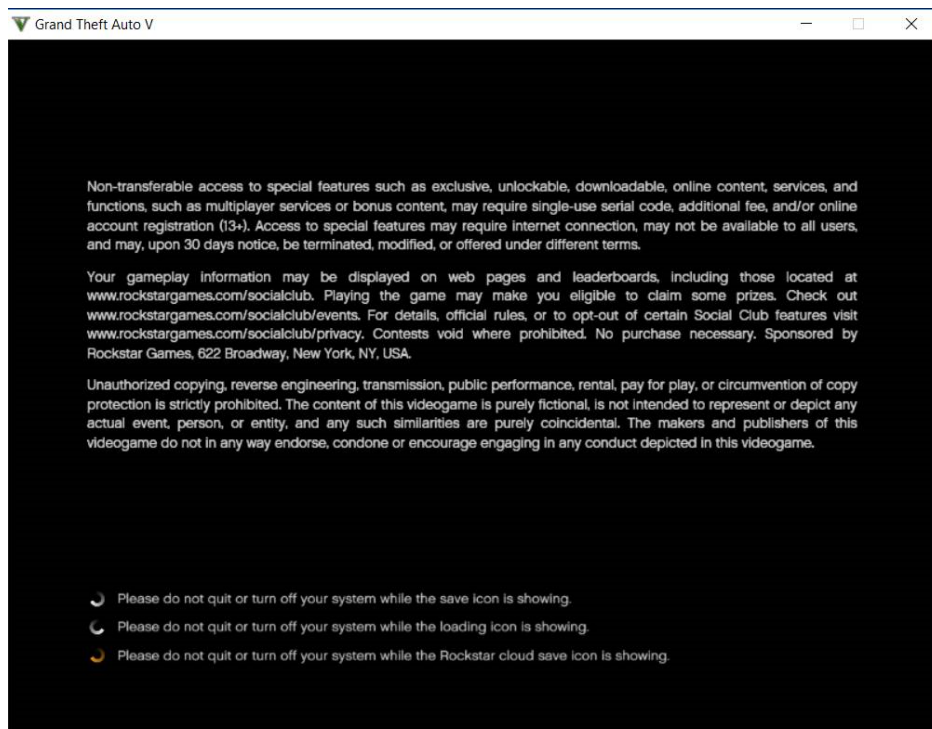 Grand Theft Auto V
Non-transferable access to special features such as exclusive, unlockable, downloadable, online content, services, and
functions, such as multiplayer services or bonus content, may require single-use serial code, additional fee, and/or online
account registration (13+). Access to special features may require internet connection, may not be available to all users,
and may, upon 30 days notice, be terminated, modified, or offered under different terms.
Your gameplay information may be displayed on web pages and leaderboards, including those located at
www.rockstargames.com/socialclub. Playing the game may make you eligible to claim some prizes. Check out
www.rockstargames.com/socialclub/events. For details, official rules, or to opt-out of certain Social Club features visit
www.rockstargames.com/socialclub/privacy. Contests void where prohibited. No purchase necessary. Sponsored by
Rockstar Games, 622 Broadway, New York, NY, USA.
Unauthorized copying, reverse engineering, transmission, public performance, rental, pay for play, or circumvention of copy
protection is strictly prohibited. The content of this videogame is purely fictional, is not intended to represent or depict any
actual event, person, or entity, and any such similarities are purely coincidental. The makers and publishers of this
videogame do not in any way endorse, condone or encourage engaging in any conduct depicted in this videogame.
Please do not quit or turn off your system while the save icon is showing.
Please do not quit or turn off your system while the loading icon is showing.
Please do not quit or turn off your system while the Rockstar cloud save icon is showing.